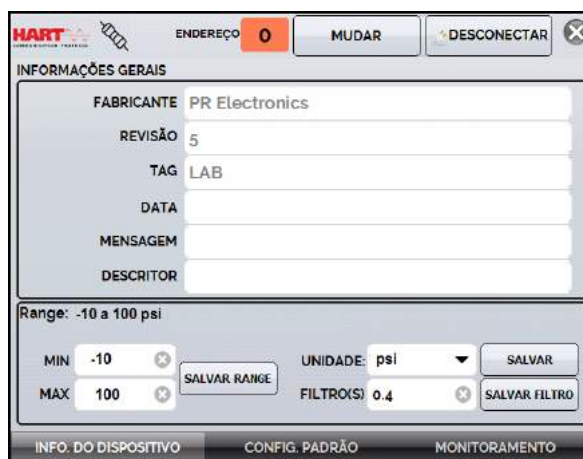 HART
ENDEREÇO 0 MUDAR DESCONECTAR
INFORMAÇÕES GERAIS
FABRICANTE PR Electronics
REVISÃO 5
TAG LAB
DATA
MENSAGEM
DESCRITOR
Range: -10 a 100 psi
MIN -10
MAX 100
SALVAR RANGE
UNIDADE: psi SALVAR
FILTRO(S) 0.4 SALVAR FILTRO
INFO. DO DISPOSITIVO CONFIG. PADRÃO MONITORAMENTO